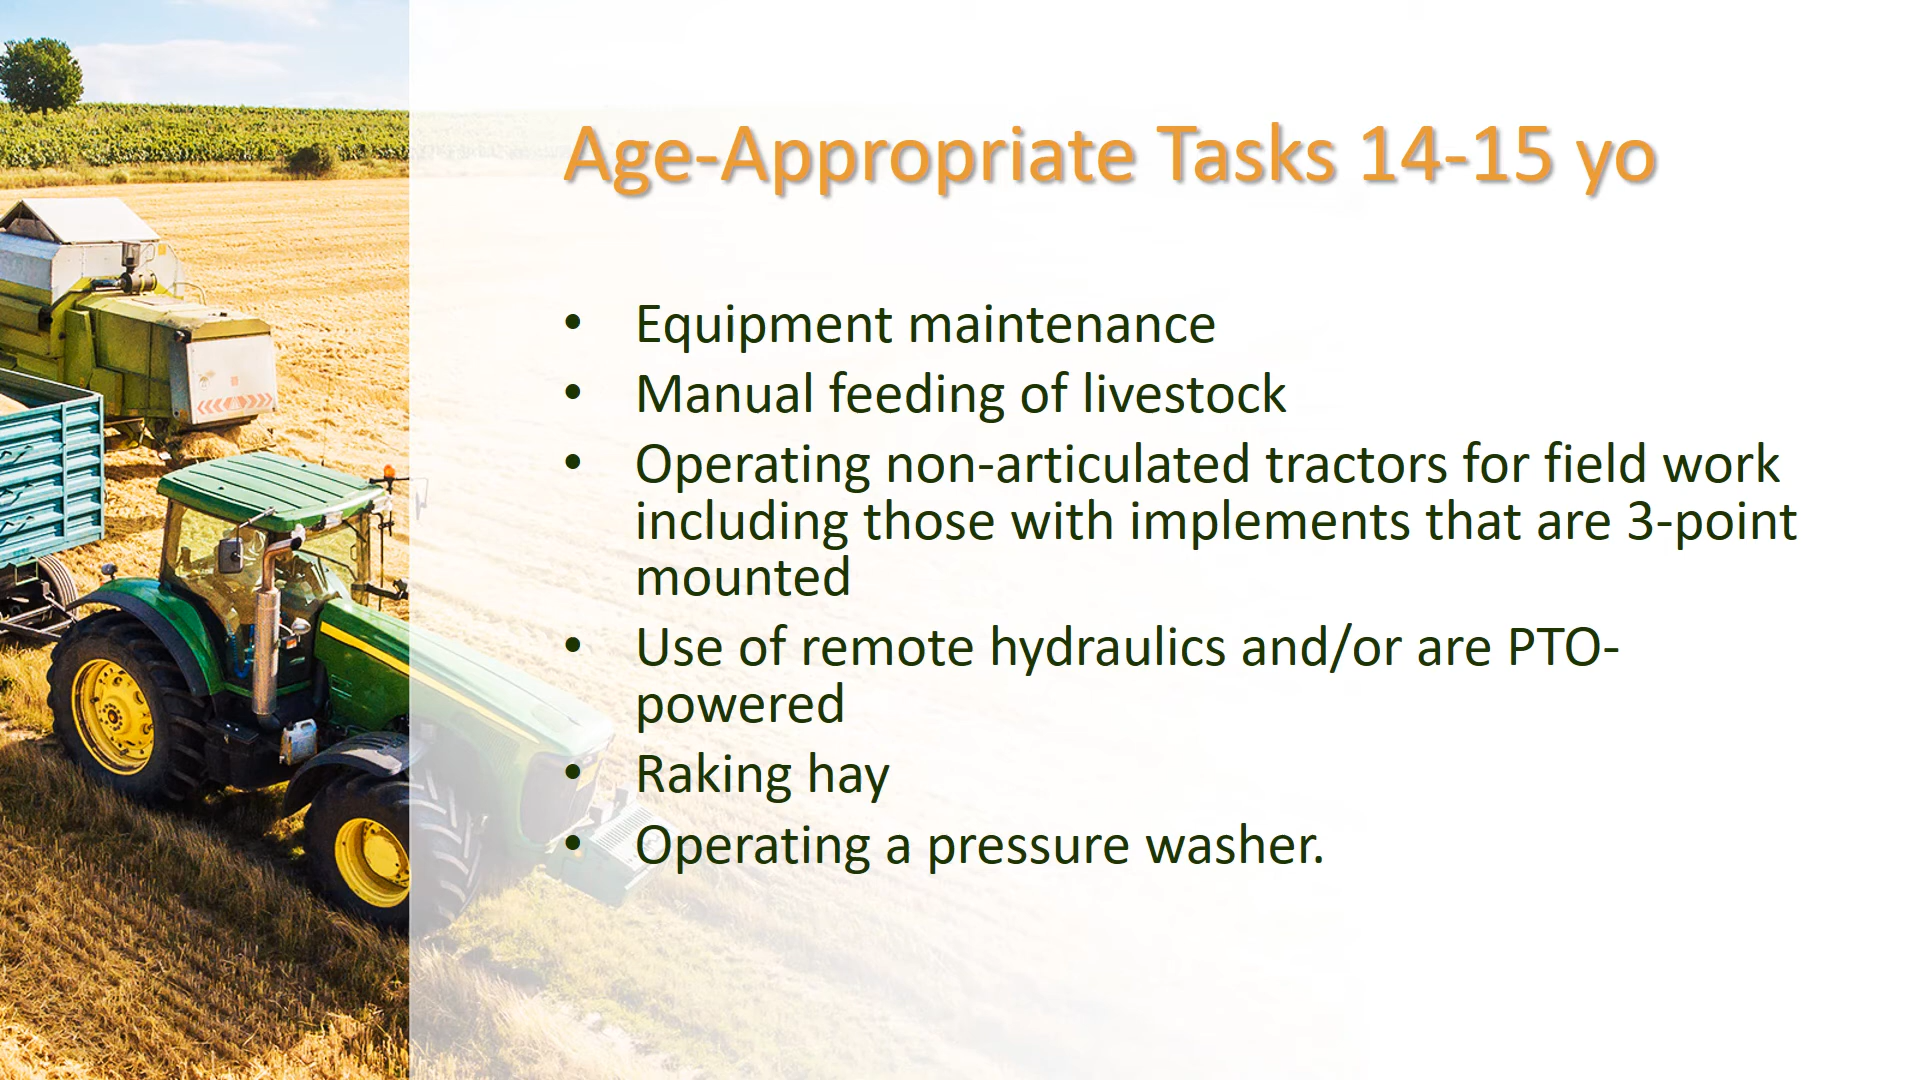 Age-Appropriate Tasks 14-15 yo
• Equipment maintenance
• Manual feeding of livestock
• Operating non-articulated tractors for field work
including those with implements that are 3-point
mounted
• Use of remote hydraulics and/or are PTO-
powered
• Raking hay
• Operating a pressure washer.